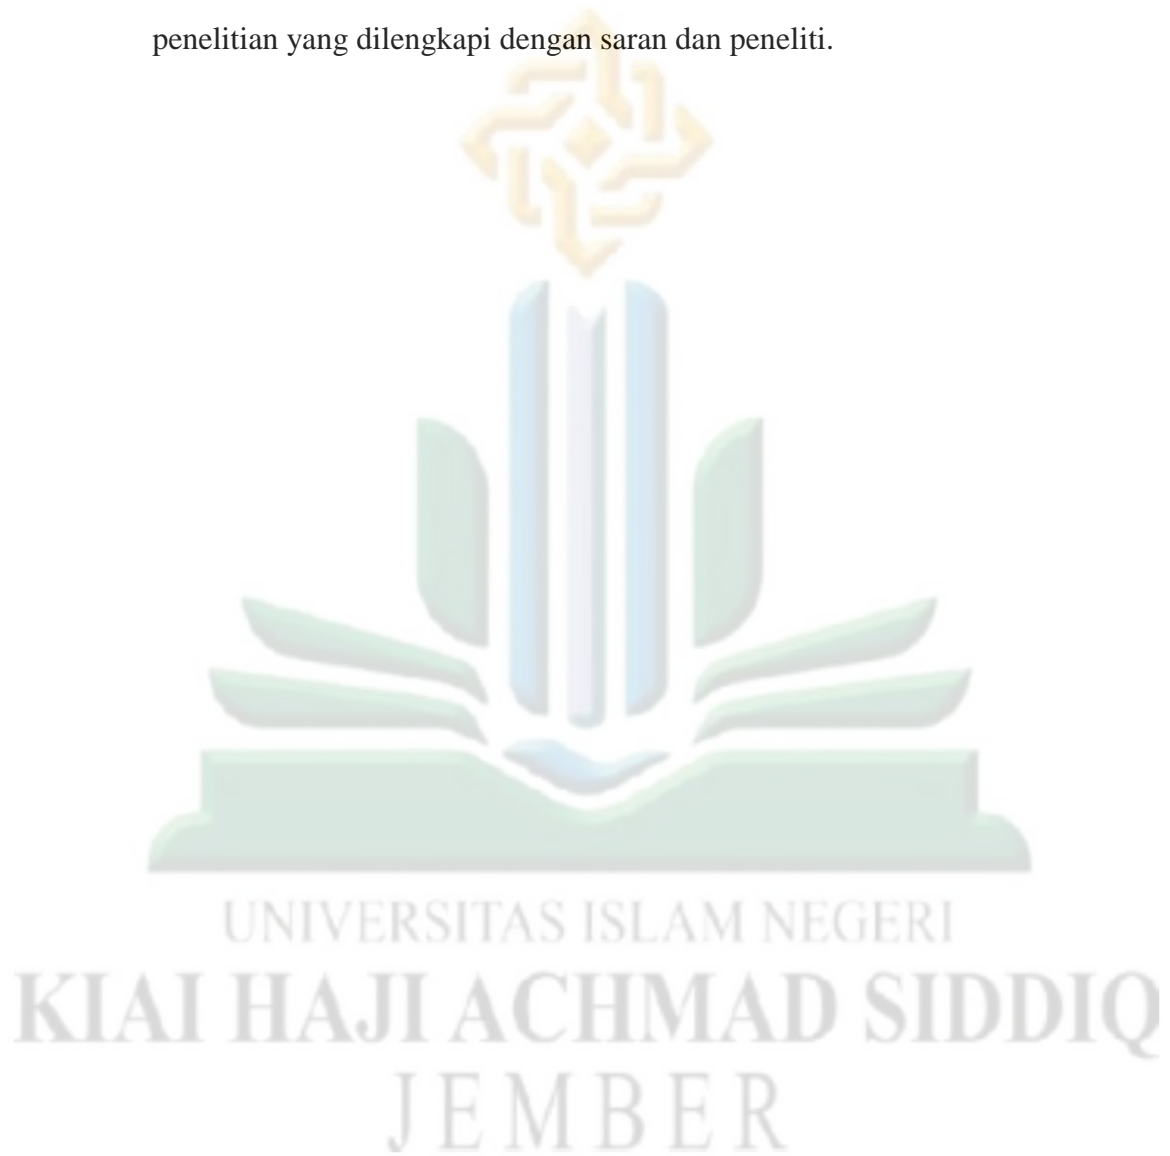 penelitian yang dilengkapi dengan saran dan peneliti.
UNIVERSITAS ISLAM NEGERI
KIAI HAJI ACHMAD SIDDIQ
JEMBER